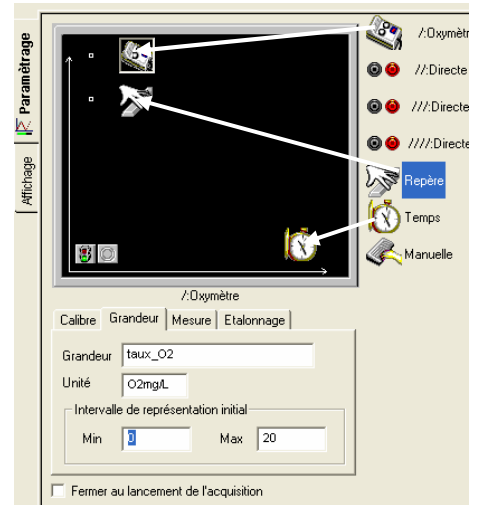 Paramètrage
Affichage
/:Oxymètr
//:Directe
///:Directe
////:Directe
Repère
Temps
Manuelle
/:Oxymètre
Calibre Grandeur Mesure Etalonnage
Grandeur taux_O2
Unité O2mg/L
Intervalle de représentation initial
Min 0 Max 20
Fermer au lancement de l'acquisition